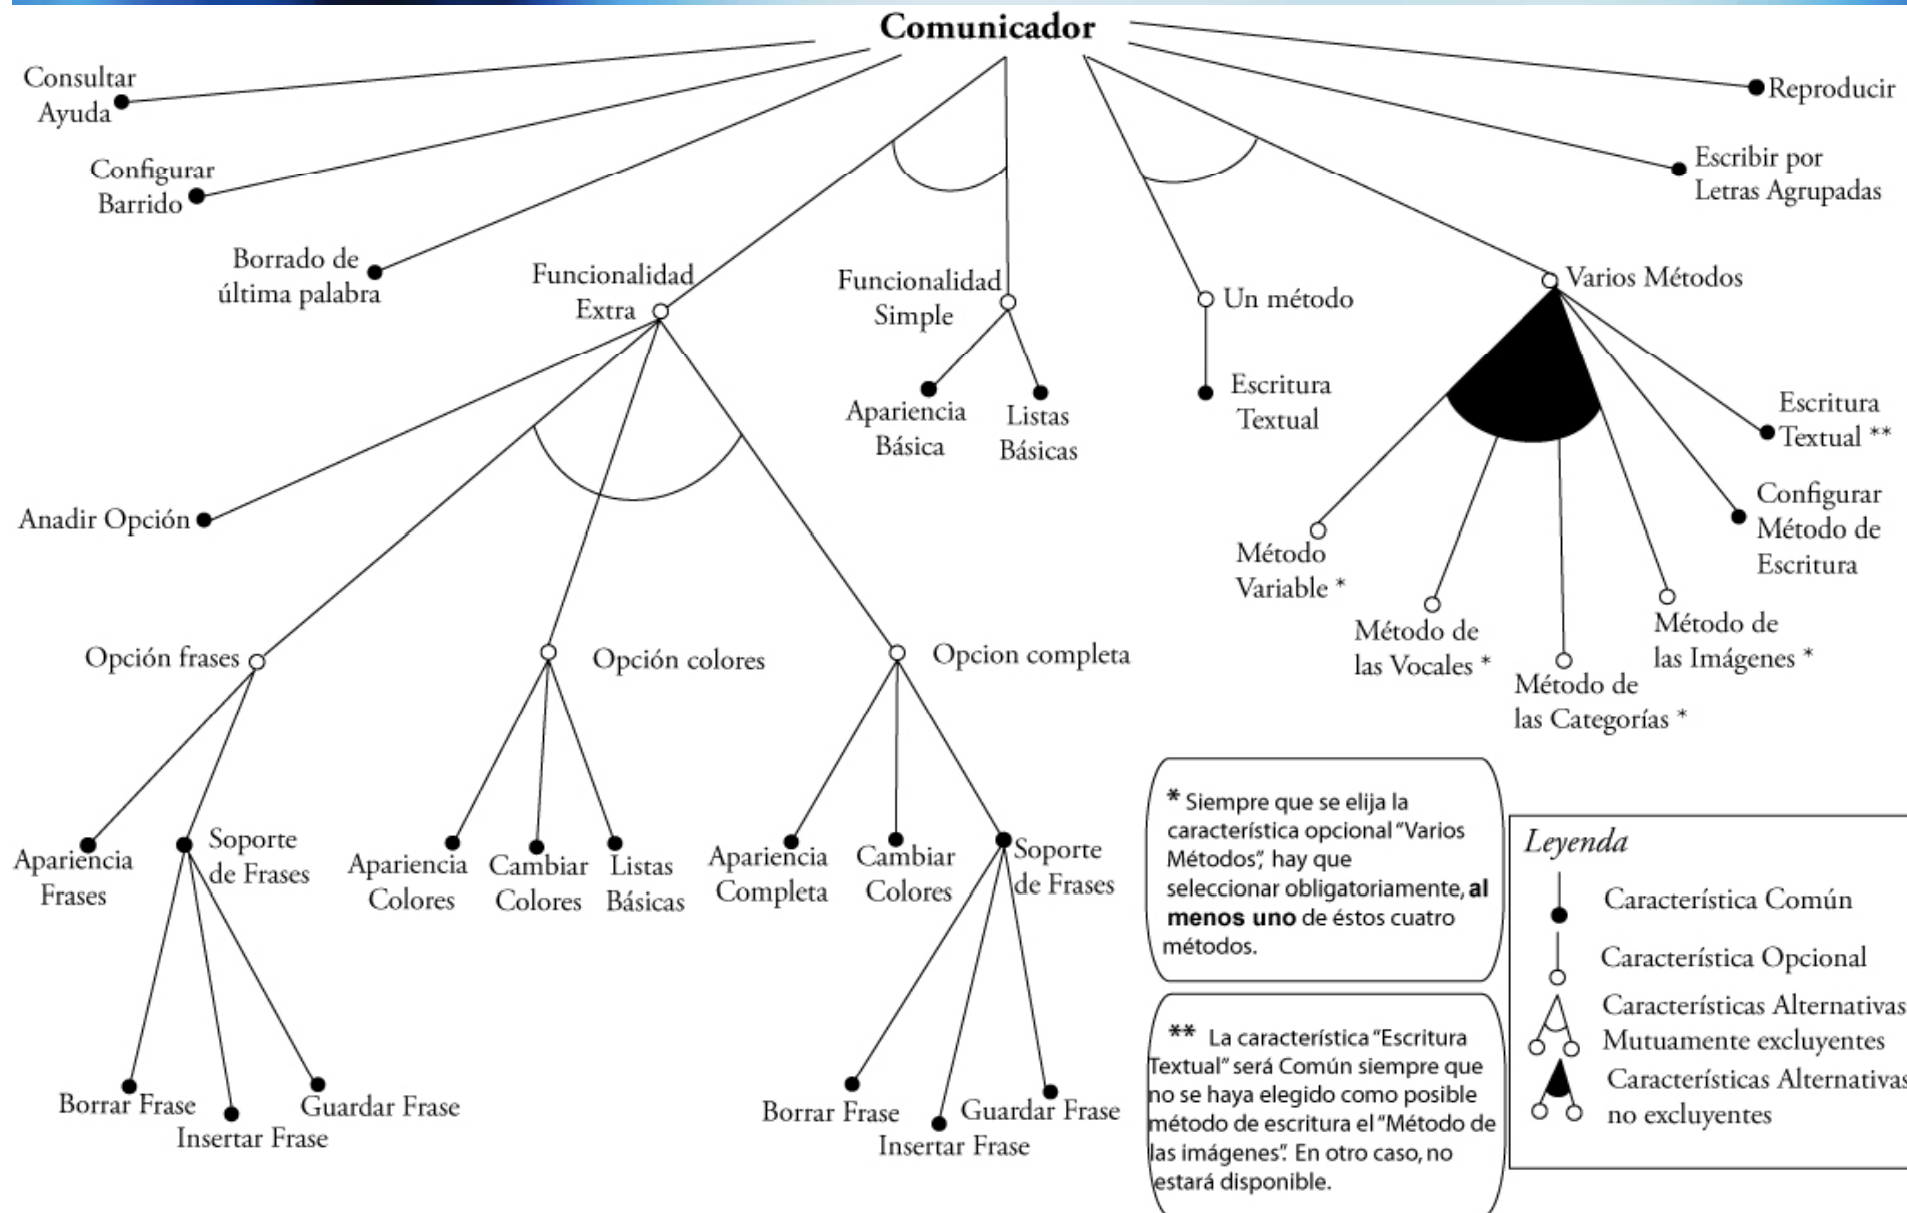 Comunicador
Consultar
Ayuda
Reproducir
Configurar
Barrido
Escribir por
Letras Agrupadas
Borrado de
última palabra
Funcionalidad
Extra
Funcionalidad
Simple
Un método
Varios Métodos
Apariencia
Básica
Listas
Básicas
Escritura
Textual
Escritura
Textual **
Configurar
Método de
Escritura
Anadir Opción
Método
Variable *
Método de
las Vocales *
Método de
las Categorías *
Método de
las Imágenes *
Opción frases
Opción colores
Opcion completa
Apariencia
Frases
Soporte
de Frases
Apariencia
Colores
Cambiar
Colores
Listas
Básicas
Apariencia
Completa
Cambiar
Colores
Soporte
de Frases
Borrar Frase
Insertar Frase
Guardar Frase
Borrar Frase
Insertar Frase
Guardar Frase
* Siempre que se elija la
característica opcional “Varios
Métodos”, hay que
seleccionar obligatoriamente, al
menos uno de éstos cuatro
métodos.
** La característica “Escritura
Textual” será Común siempre que
no se haya elegido como posible
método de escritura el “Método de
las imágenes”. En otro caso, no
estará disponible.
Leyenda
Característica Común
Característica Opcional
Características Alternativas
Mutuamente excluyentes
Características Alternativas
no excluyentes